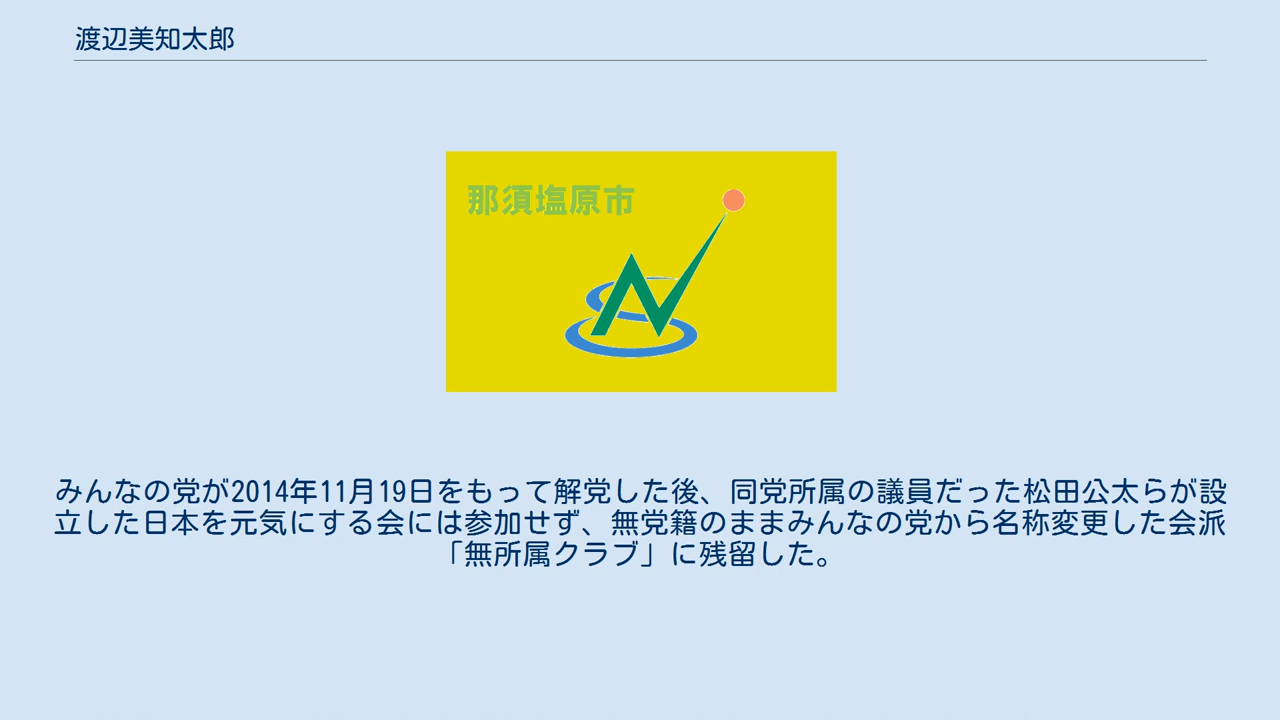 渡辺美知太郎
那須塩原市
みんなの党が2014年11月19日をもって解党した後、同党所属の議員だった松田公太らが設
立した日本を元気にする会には参加せず、無党籍のままみんなの党から名称変更した会派
「無所属クラブ」に残留した。